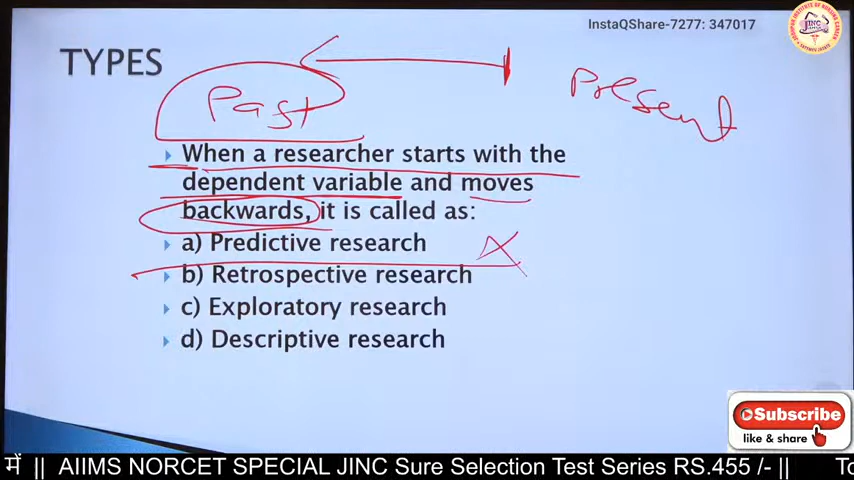 InstaQShare-7277: 347017
JINC
TYPES
Past
Present
When a researcher starts with the
dependent variable and moves
backwards, it is called as:
a) Predictive research
b) Retrospective research
c) Exploratory research
d) Descriptive research
Subscribe
like & share
में || AIIMS NORCET SPECIAL JINC Sure Selection Test Series RS.455 /- || To